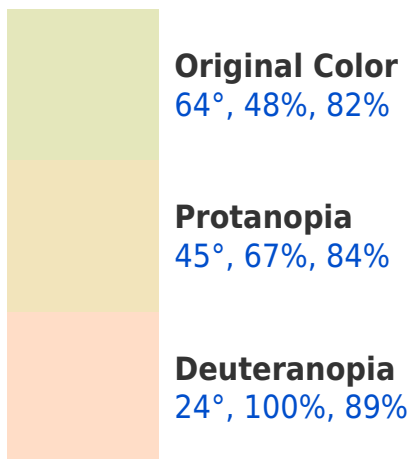 Original Color
64°, 48%, 82%
Protanopia
45°, 67%, 84%
Deuteranopia
24°, 100%, 89%